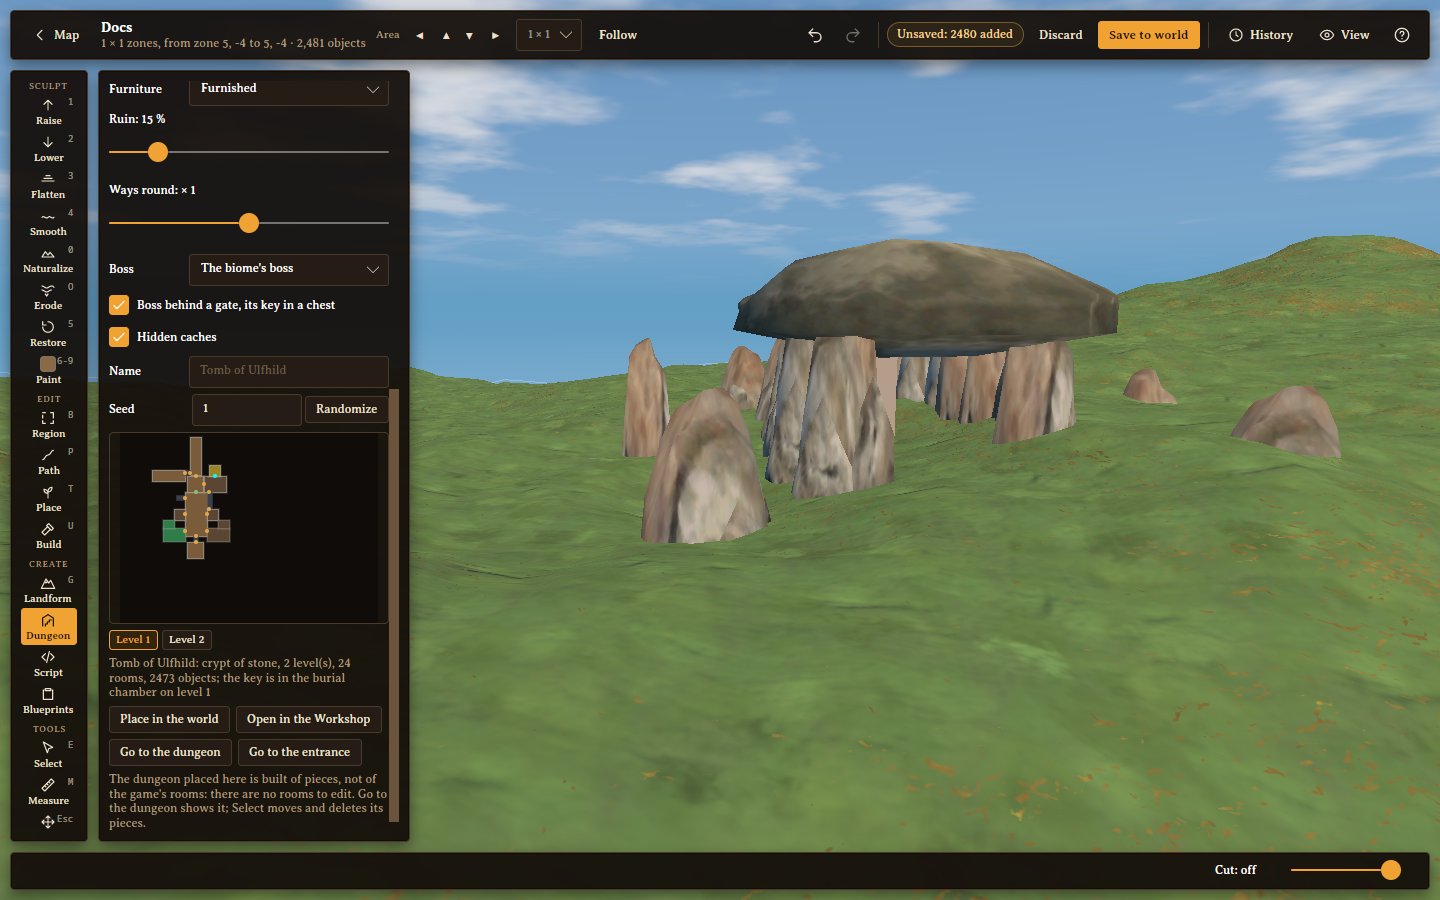 Map
Docs
1 × 1 zones, from zone 5, -4 to 5, -4 · 2,481 objects
Area
1 × 1
Follow
Unsaved: 2480 added
Discard
Save to world
History
View
SCULPT
Raise 1
Lower 2
Flatten 3
Smooth 4
Naturalize 0
Erode O
Restore 5
Paint 6-9
EDIT
Region B
Path P
Place T
Build U
CREATE
Landform G
Dungeon
Script
Blueprints
TOOLS
Select E
Measure M
Esc
Furniture Furnished
Ruin: 15 %
Ways round: × 1
Boss The biome's boss
Boss behind a gate, its key in a chest
Hidden caches
Name Tomb of Ulfhild
Seed 1 Randomize
Level 1 Level 2
Tomb of Ulfhild: crypt of stone, 2 level(s), 24
rooms, 2473 objects; the key is in the burial
chamber on level 1
Place in the world Open in the Workshop
Go to the dungeon Go to the entrance
The dungeon placed here is built of pieces, not of
the game's rooms: there are no rooms to edit. Go to
the dungeon shows it; Select moves and deletes its
pieces.
Cut: off